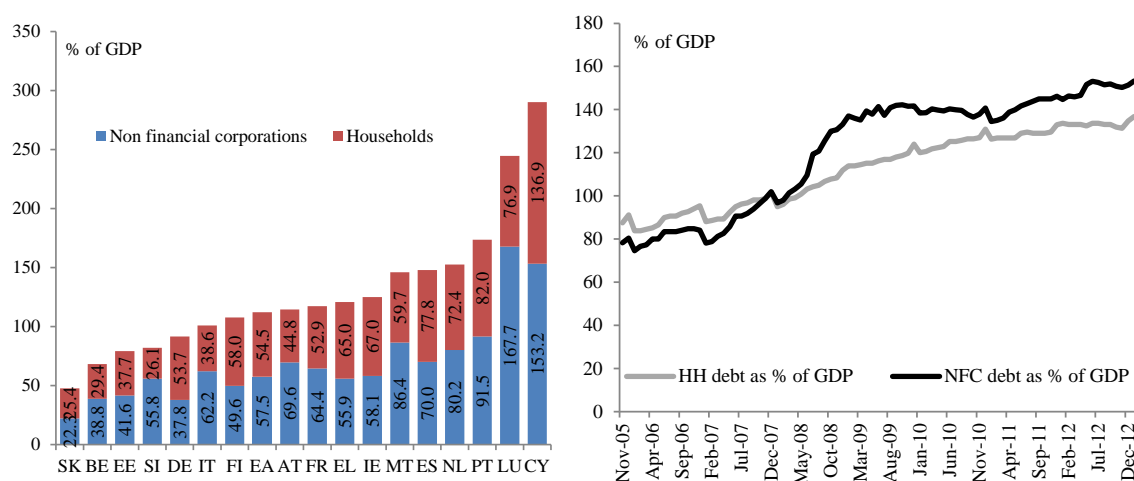 350
% of GDP
300
250
Non financial corporations
Households
200
150
100
50
0
25.4
29.4
37.7
26.1
53.7
38.6
58.0
54.5
44.8
52.9
65.0
67.0
59.7
77.8
72.4
82.0
76.9
136.9
22.3
38.8
41.6
55.8
37.8
62.2
49.6
57.5
69.6
64.4
55.9
58.1
86.4
70.0
80.2
91.5
167.7
153.2
SK BE EE SI DE IT FI EA AT FR EL IE MT ES NL PT LU CY
180
% of GDP
160
140
120
100
80
60
40
20
0
HH debt as % of GDP
NFC debt as % of GDP
Nov-05
Apr-06
Sep-06
Feb-07
Jul-07
Dec-07
May-08
Oct-08
Mar-09
Aug-09
Jan-10
Jun-10
Nov-10
Apr-11
Sep-11
Feb-12
Jul-12
Dec-12